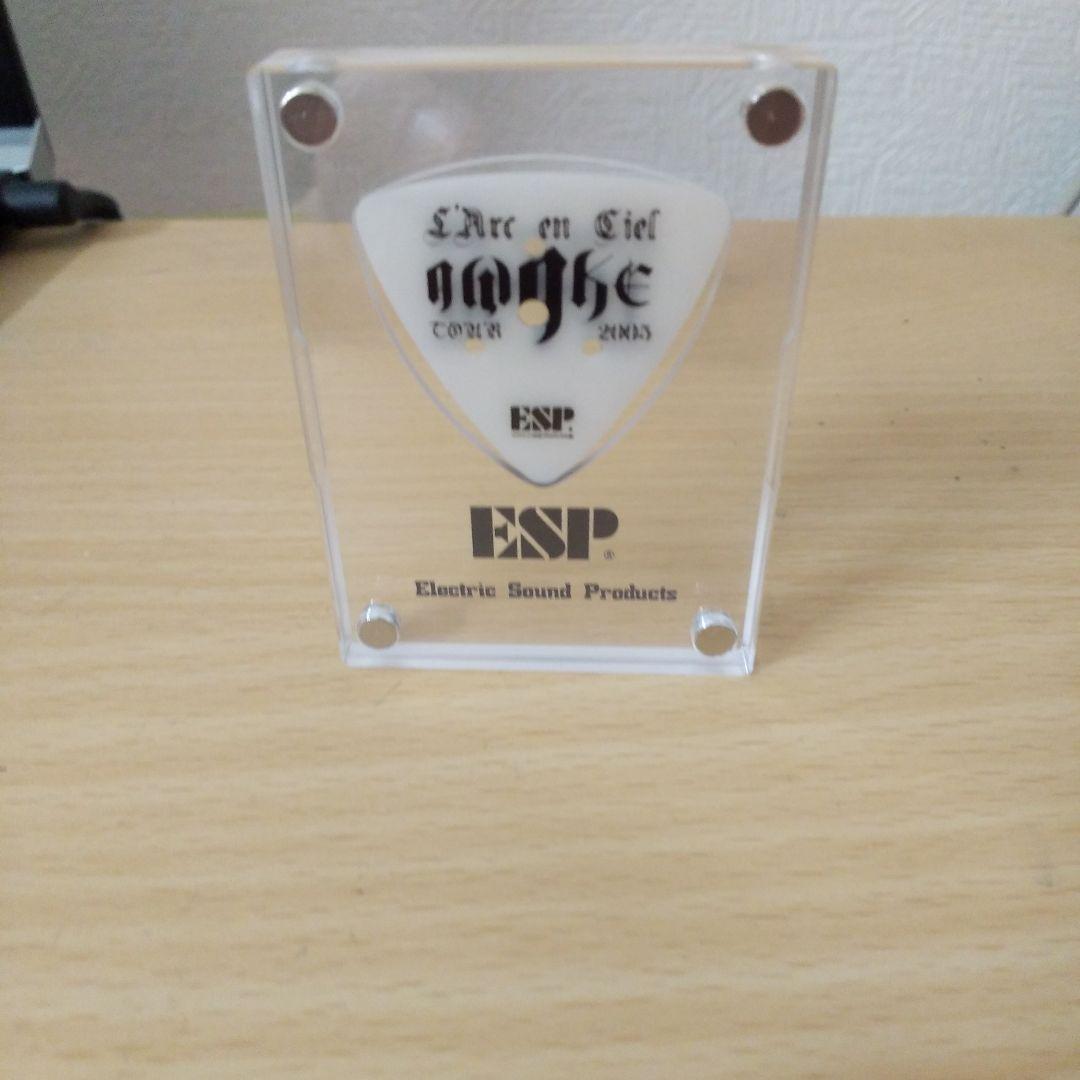 L'Arc en Ciel
AWAKE
TOUR 2005
ESP.
ESP®
Electric Sound Products